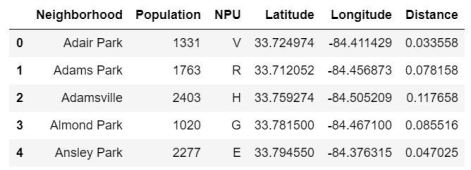 Neighborhood Population NPU Latitude Longitude Distance
0 Adair Park 1331 V 33.724974 -84.411429 0.033558
1 Adams Park 1763 R 33.712052 -84.456873 0.078158
2 Adamsville 2403 H 33.759274 -84.505209 0.117658
3 Almond Park 1020 G 33.781500 -84.467100 0.085516
4 Ansley Park 2277 E 33.794550 -84.376315 0.047025